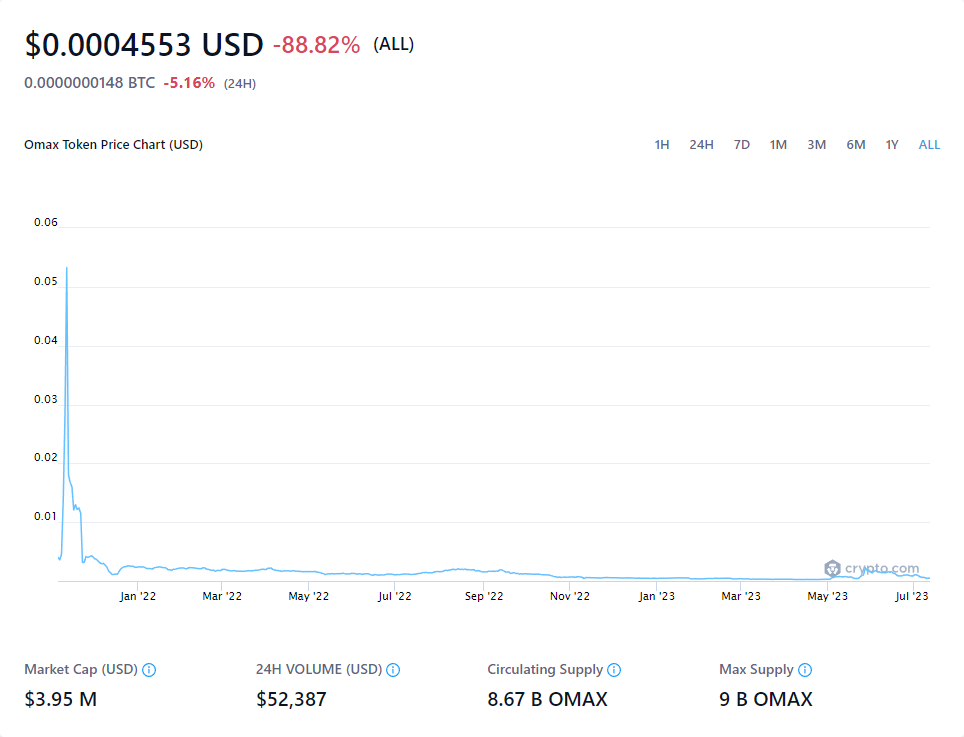 $0.0004553 USD -88.82% (ALL)
0.0000000148 BTC -5.16% (24H)
Omax Token Price Chart (USD) 1H 24H 7D 1M 3M 6M 1Y ALL
0.06
0.05
0.04
0.03
0.02
0.01
crypto.com
Jan '22 Mar '22 May '22 Jul '22 Sep '22 Nov '22 Jan '23 Mar '23 May '23 Jul '23
Market Cap (USD) 24H VOLUME (USD) Circulating Supply Max Supply
$3.95 M $52,387 8.67 B OMAX 9 B OMAX